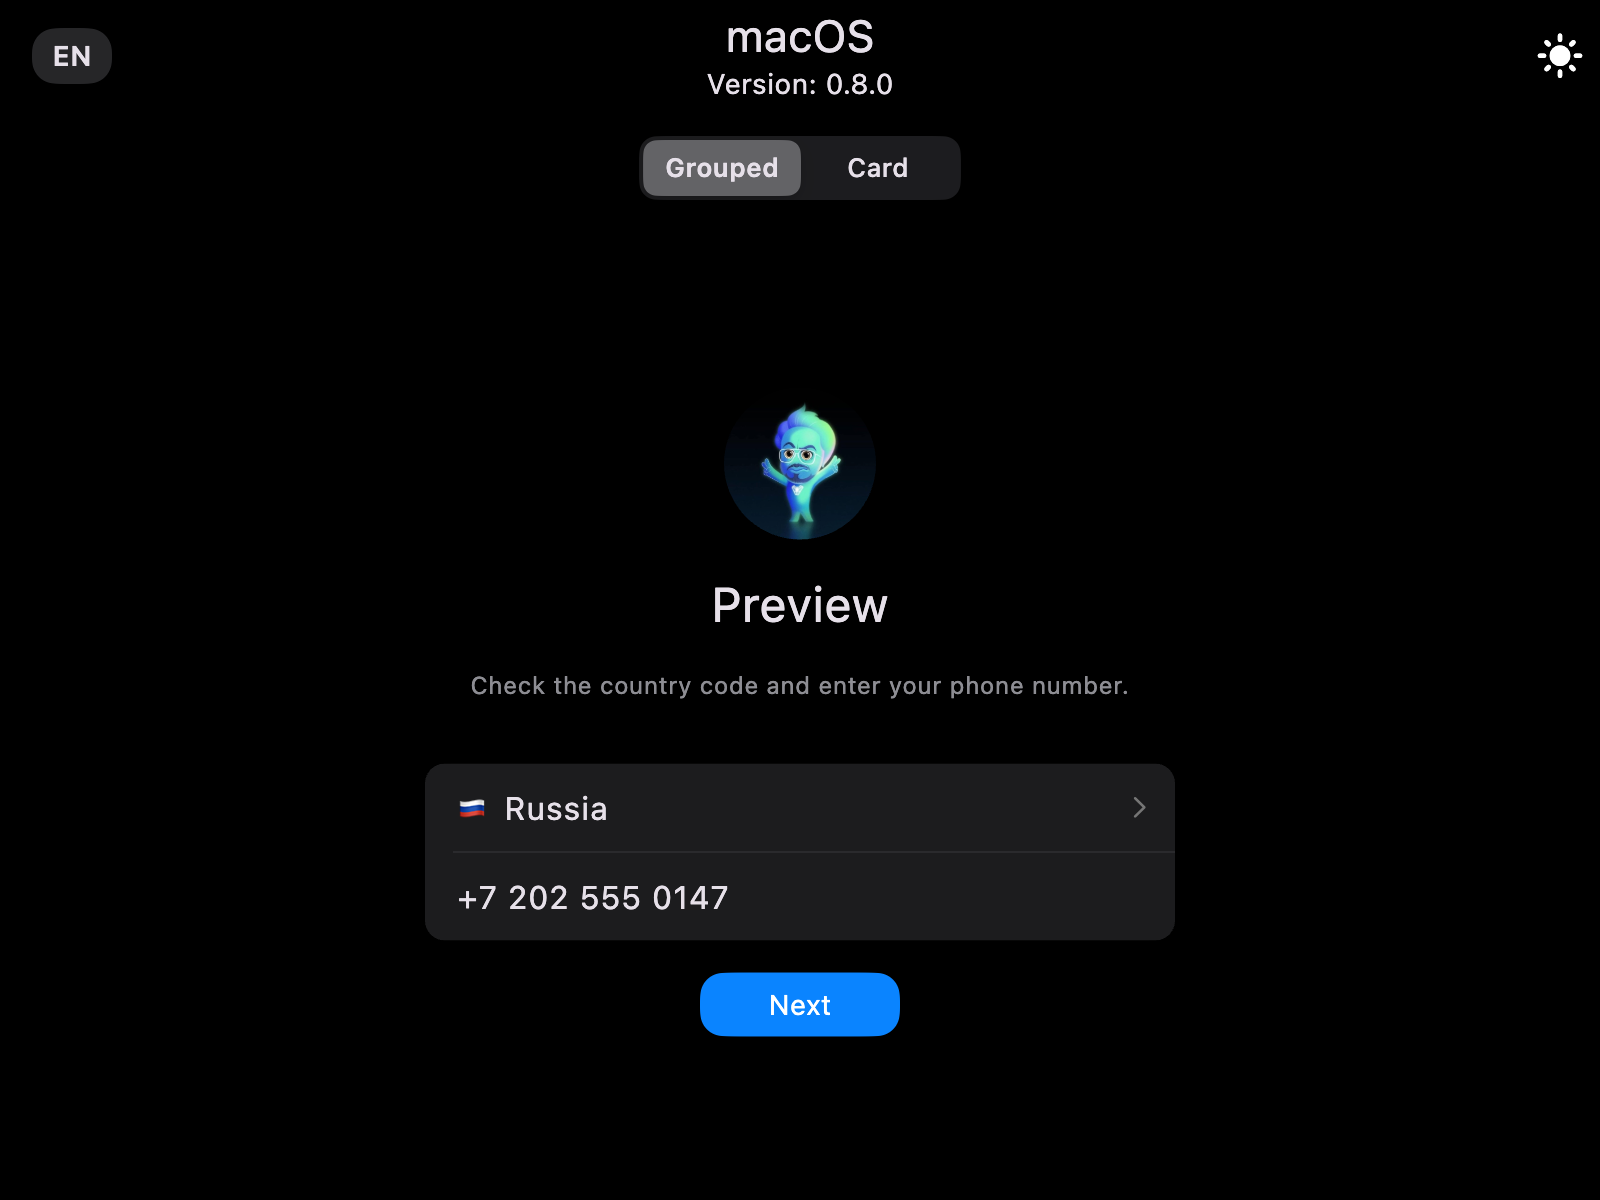 EN
macOS
Version: 0.8.0
Grouped
Card
Preview
Check the country code and enter your phone number.
Russia
+7 202 555 0147
Next